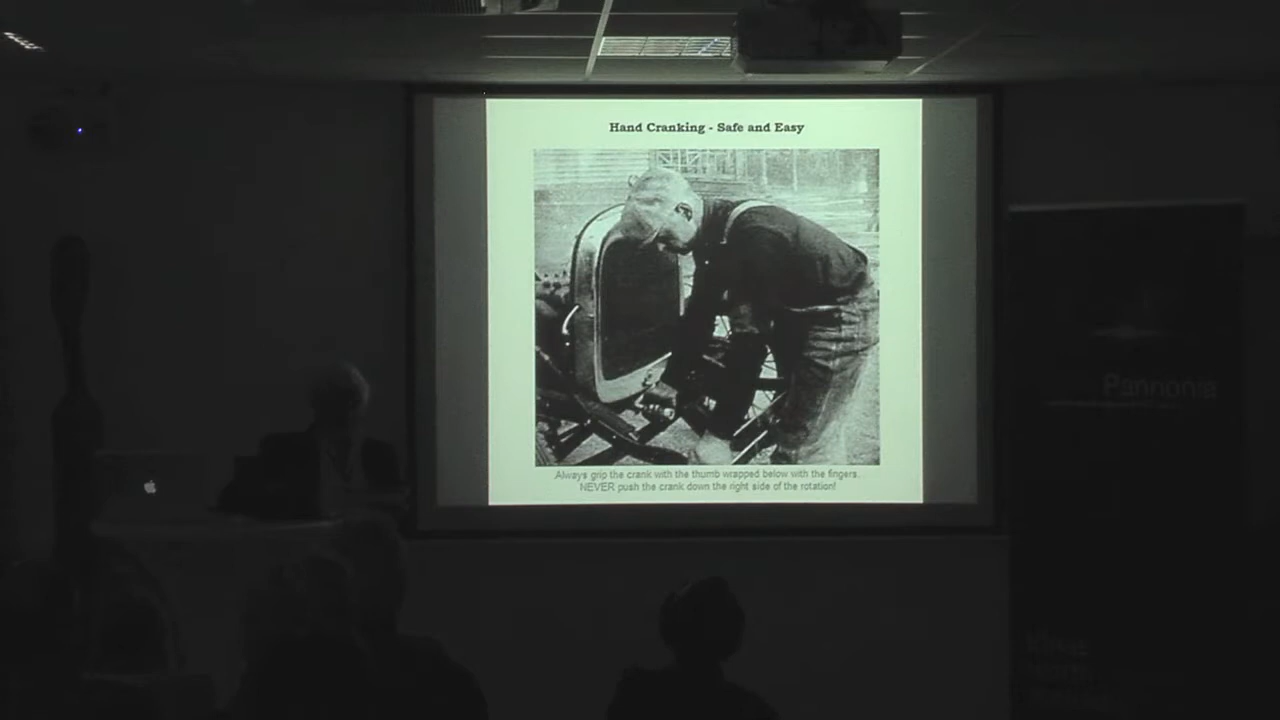 Hand Cranking - Safe and Easy
Always grip the crank with the thumb wrapped below with the fingers.
NEVER push the crank down the right side of the rotation!
Pannonia